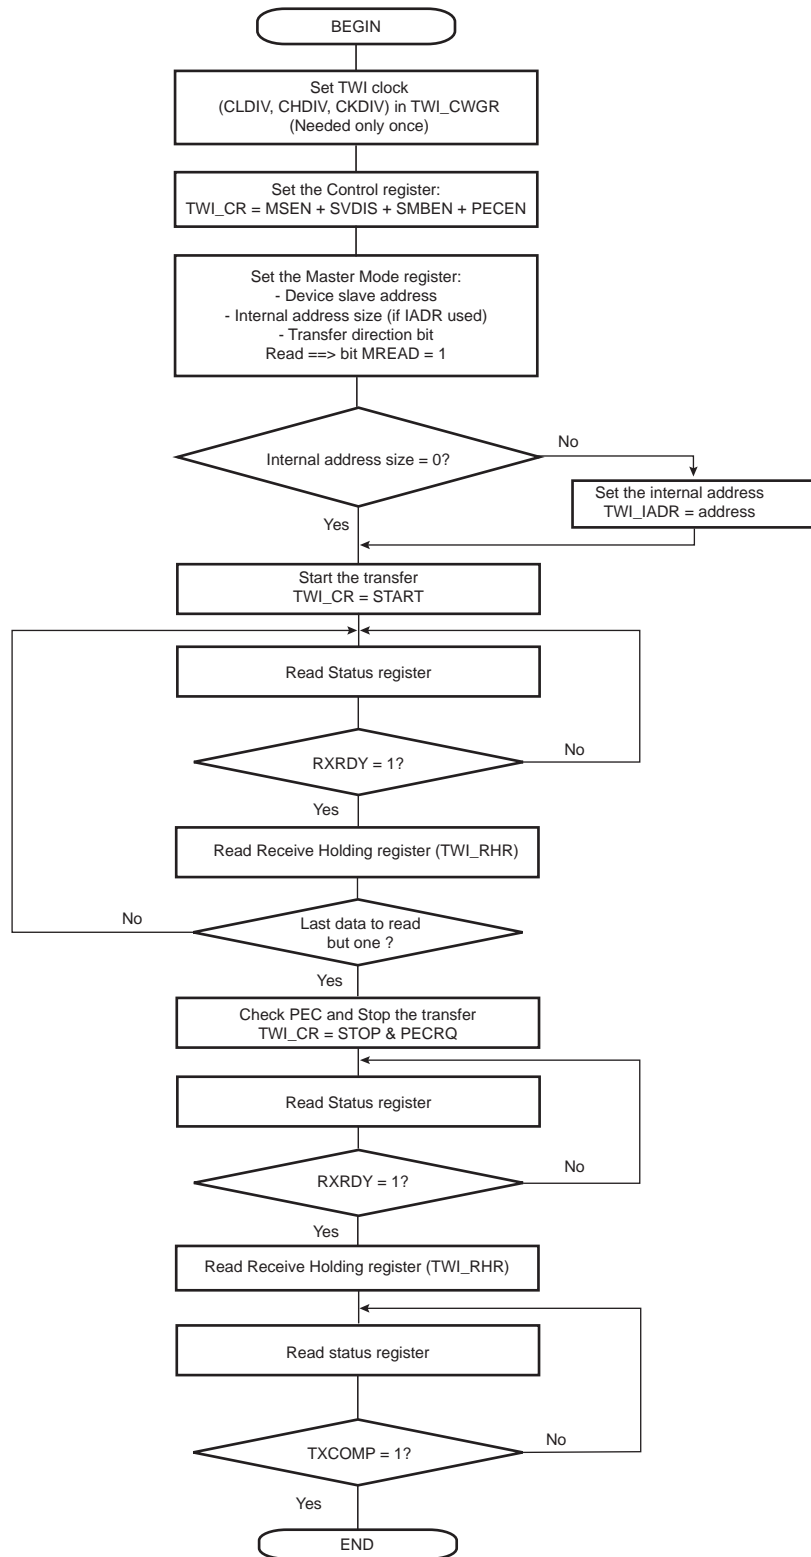 BEGIN
Set TWI clock
(CLDIV, CHDIV, CKDIV) in TWI_CWGR
(Needed only once)
Set the Control register:
TWI_CR = MSEN + SVDIS + SMBEN + PECEN
Set the Master Mode register:
- Device slave address
- Internal address size (if IADR used)
- Transfer direction bit
Read ==> bit MREAD = 1
Internal address size = 0?
No
Set the internal address
TWI_IADR = address
Yes
Start the transfer
TWI_CR = START
Read Status register
RXRDY = 1?
No
Yes
Read Receive Holding register (TWI_RHR)
Last data to read
but one ?
No
Yes
Check PEC and Stop the transfer
TWI_CR = STOP & PECRQ
Read Status register
RXRDY = 1?
No
Yes
Read Receive Holding register (TWI_RHR)
Read status register
TXCOMP = 1?
No
Yes
END